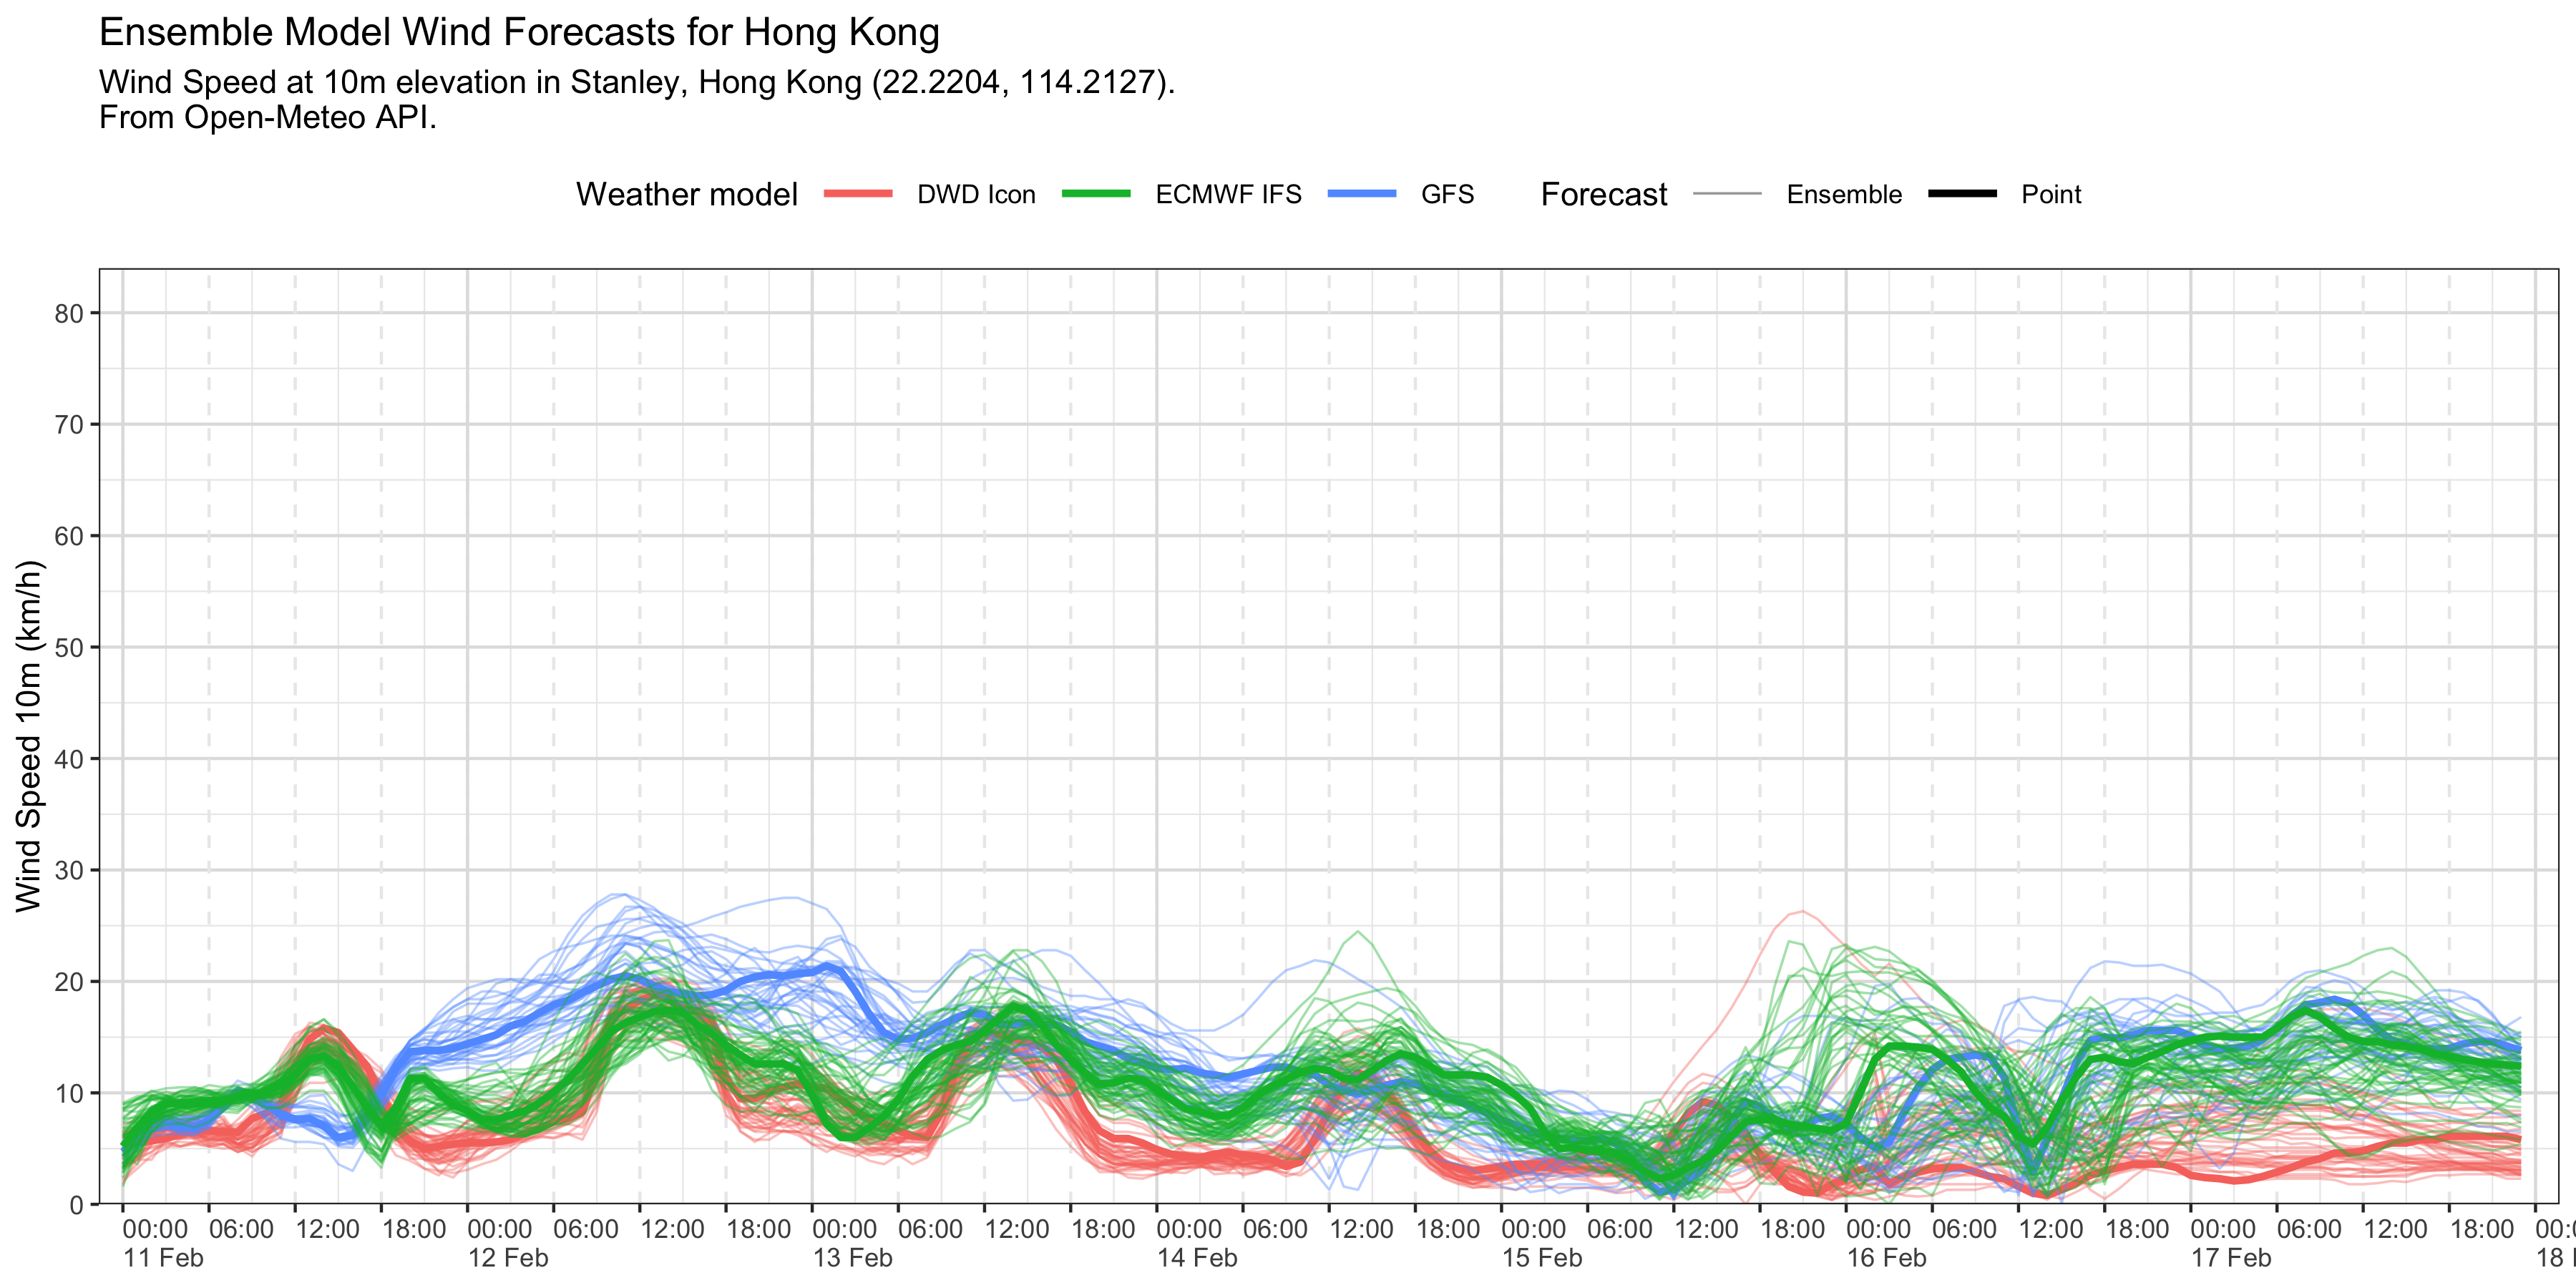 Ensemble Model Wind Forecasts for Hong Kong
Wind Speed at 10m elevation in Stanley, Hong Kong (22.2204, 114.2127).
From Open-Meteo API.
Weather model DWD Icon ECMWF IFS GFS Forecast Ensemble Point
Wind Speed 10m (km/h)
80
70
60
50
40
30
20
10
0
00:00 06:00 12:00 18:00 00:00 06:00 12:00 18:00 00:00 06:00 12:00 18:00 00:00 06:00 12:00 18:00 00:00 06:00 12:00 18:00 00:00 06:00 12:00 18:00 00:00 06:00 12:00 18:00
11 Feb 12 Feb 13 Feb 14 Feb 15 Feb 16 Feb 17 Feb 18